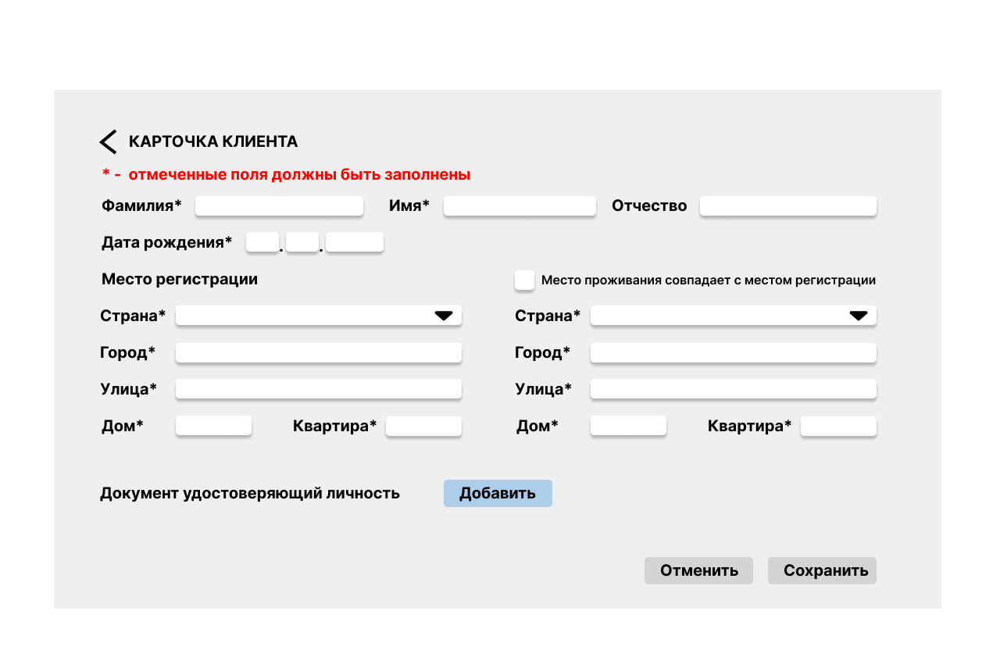 КАРТОЧКА КЛИЕНТА
* - отмеченные поля должны быть заполнены
Фамилия* Имя* Отчество
Дата рождения* . .
Место регистрации Место проживания совпадает с местом регистрации
Страна* Страна*
Город* Город*
Улица* Улица*
Дом* Квартира* Дом* Квартира*
Документ удостоверяющий личность Добавить
Отменить Сохранить